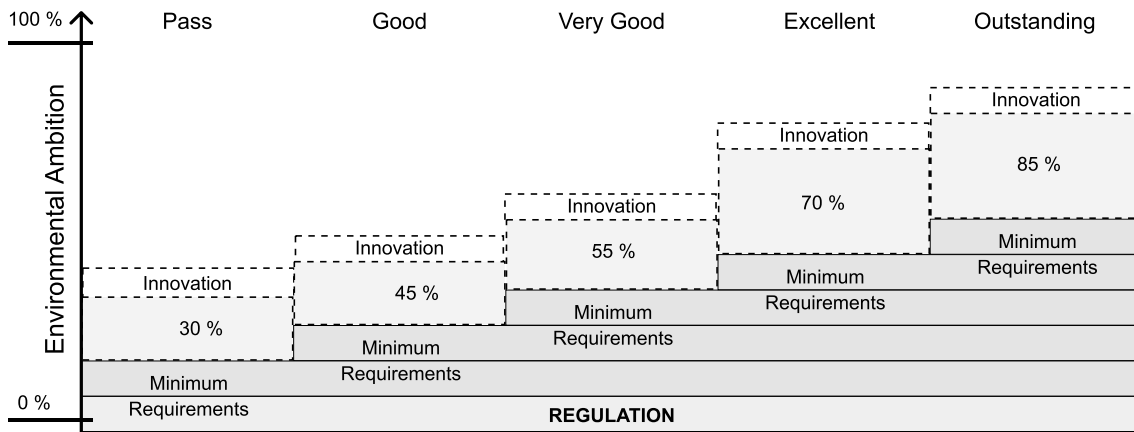 100 %
Pass
Good
Very Good
Excellent
Outstanding
Environmental Ambition
Innovation
85 %
Innovation
70 %
Innovation
55 %
Innovation
45 %
Innovation
30 %
Minimum
Requirements
Minimum
Requirements
Minimum
Requirements
Minimum
Requirements
Minimum
Requirements
0 %
REGULATION